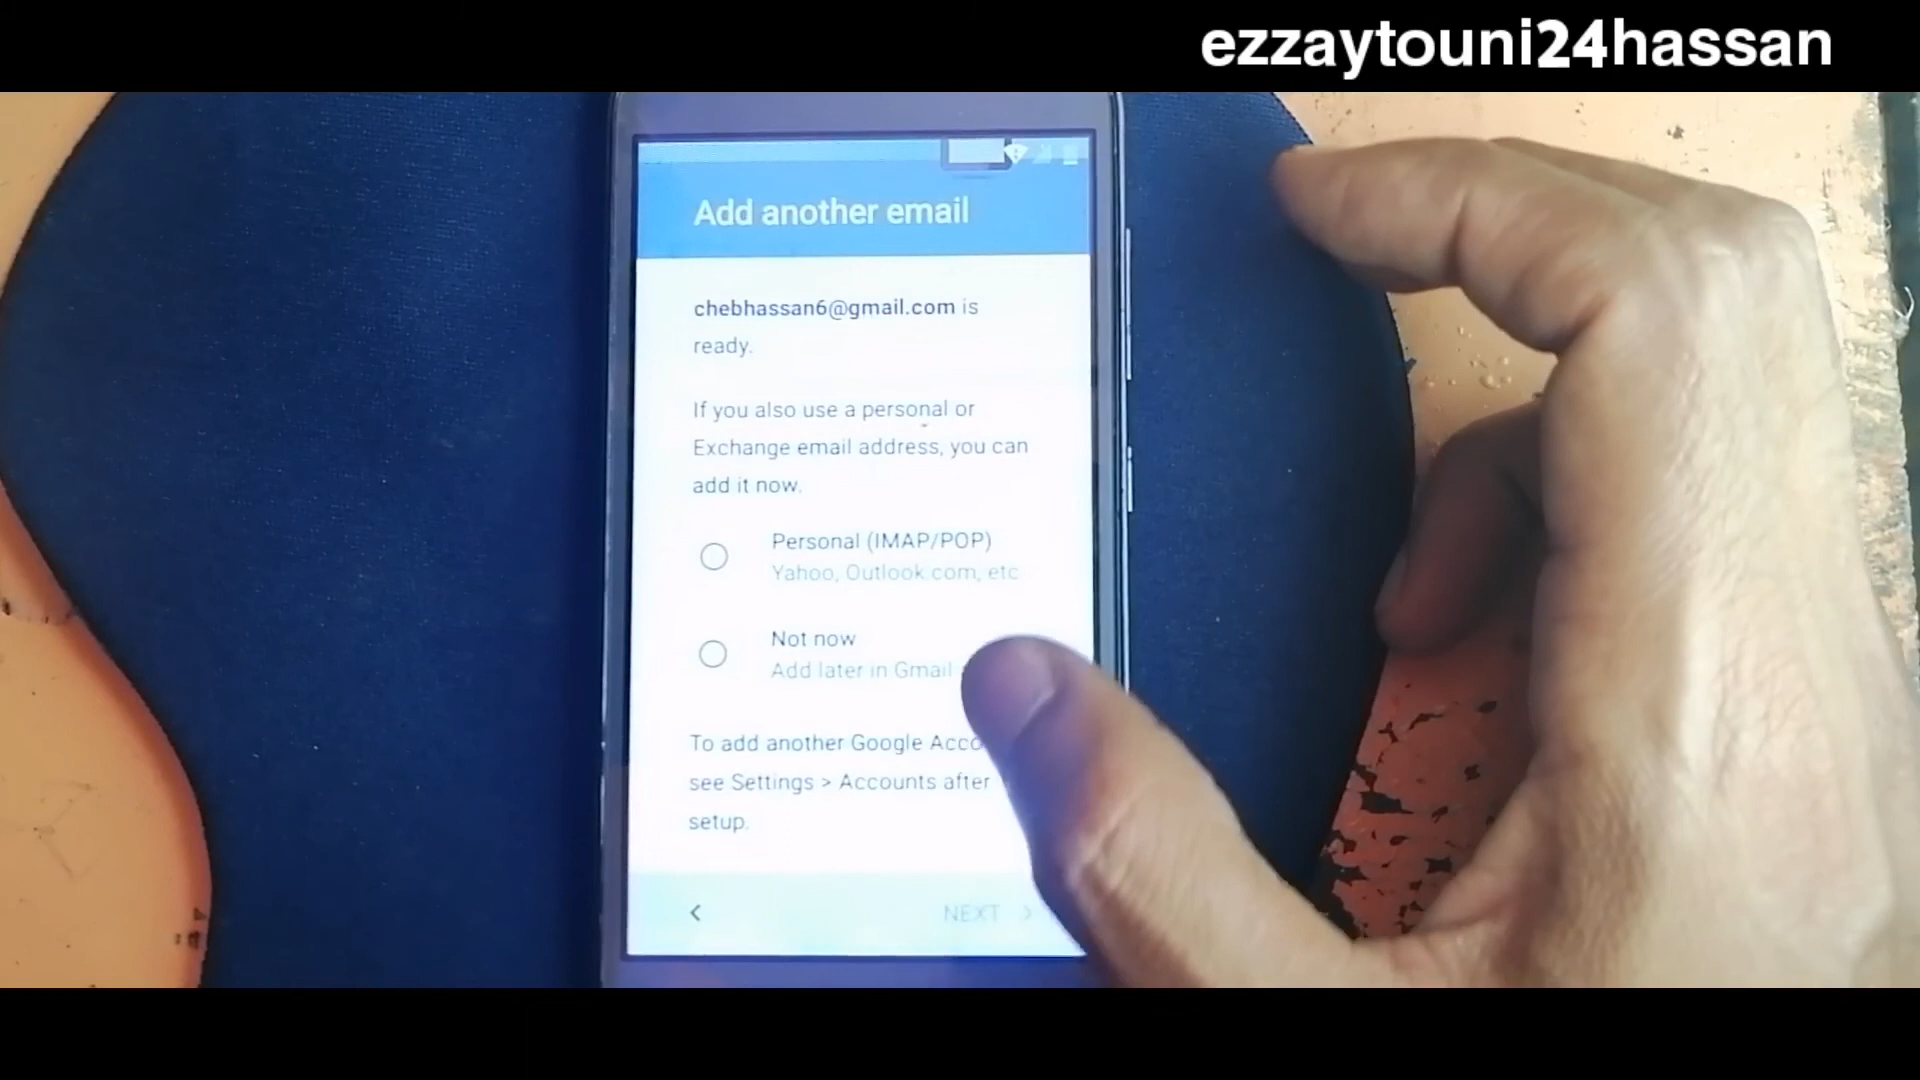 ezzaytouni24hassan
Add another email
chebhassan6@gmail.com is
ready.
If you also use a personal or
Exchange email address, you can
add it now.
Personal (IMAP/POP)
Yahoo, Outlook.com, etc
Not now
Add later in Gmail
To add another Google
see Settings > Accounts after
setup.
NEXT